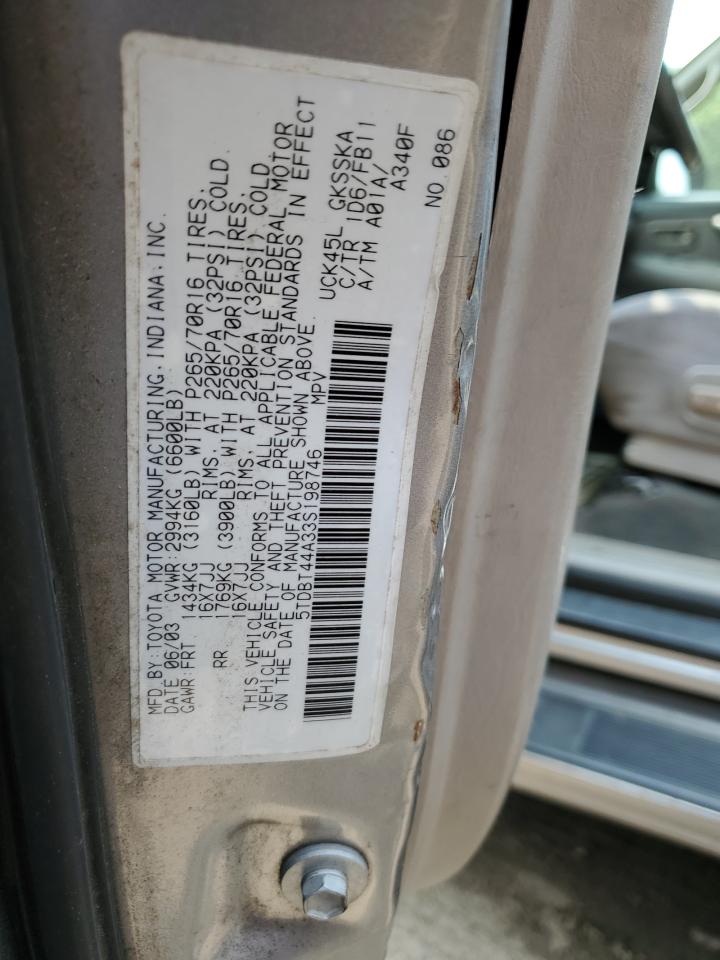 MFD.BY:TOYOTA MOTOR MANUFACTURING,INDIANA,INC.
DATE 06/03 GVWR:2994KG (6600LB)
GAWR:FRT 1434KG (3160LB) WITH P265/70R16 TIRES,
16X7JJ RIMS, AT 220KPA (32PSI) COLD
RR 1769KG (3900LB) WITH P265/70R16 TIRES,
16X7JJ RIMS, AT 220KPA (32PSI) COLD
THIS VEHICLE CONFORMS TO ALL APPLICABLE FEDERAL MOTOR
VEHICLE SAFETY AND THEFT PREVENTION STANDARDS IN EFFECT
ON THE DATE OF MANUFACTURE SHOWN ABOVE.
5TDBT44A33S198746 MPV
UCK45L GKSSKA
C/TR 1D6/FB11
A/TM A01A/
A340F
NO.086